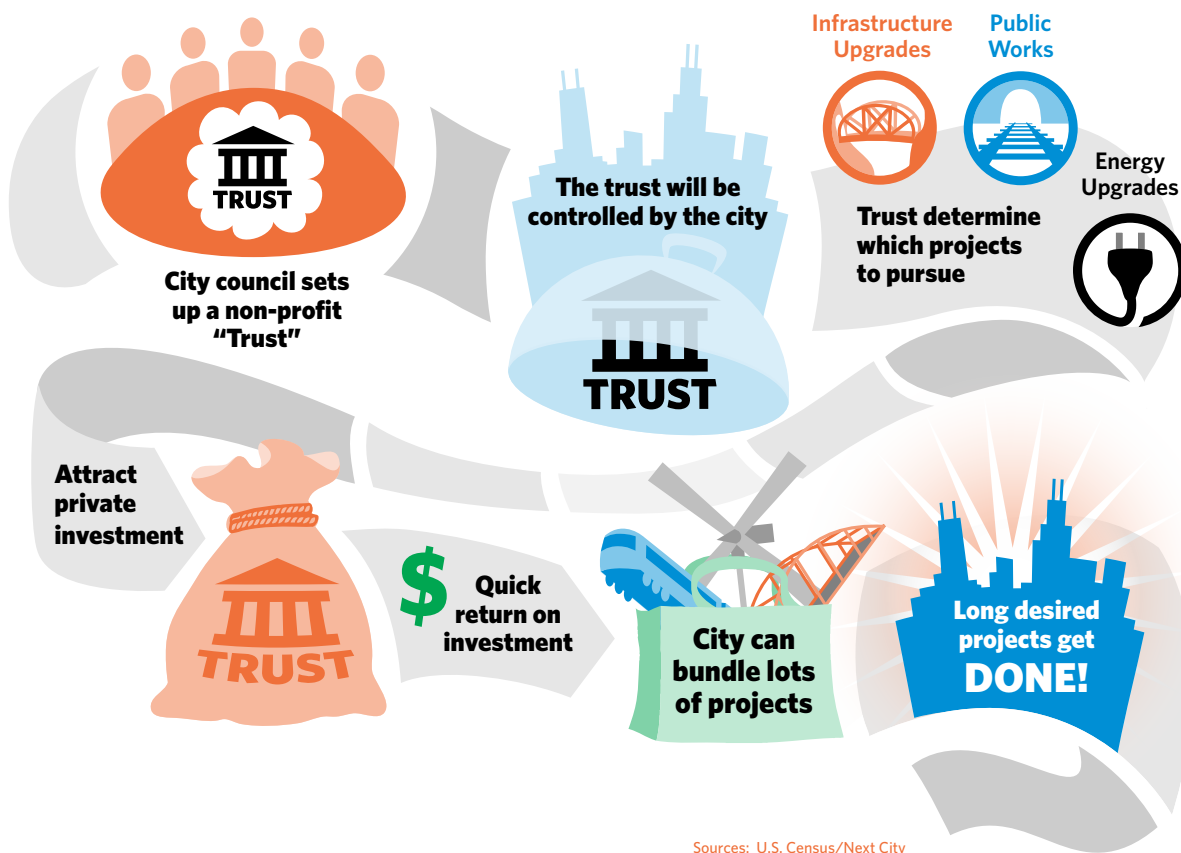 TRUST
City council sets
up a non-profit
“Trust”
The trust will be
controlled by the city
TRUST
Infrastructure
Upgrades
Public
Works
Energy
Upgrades
Trust determine
which projects
to pursue
Attract
private
investment
TRUST
$
Quick
return on
investment
City can
bundle lots
of projects
Long desired
projects get
DONE!
Sources: U.S. Census/Next City